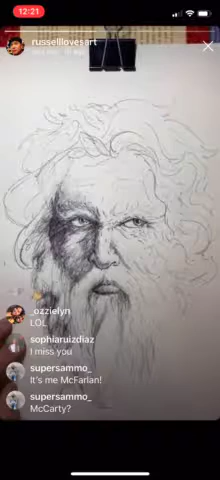 12:21
russelllovesart
_ozzielyn
LOL
sophiaruizdiaz
I miss you
supersammo_
It's me McFarlan!
supersammo_
McCarty?